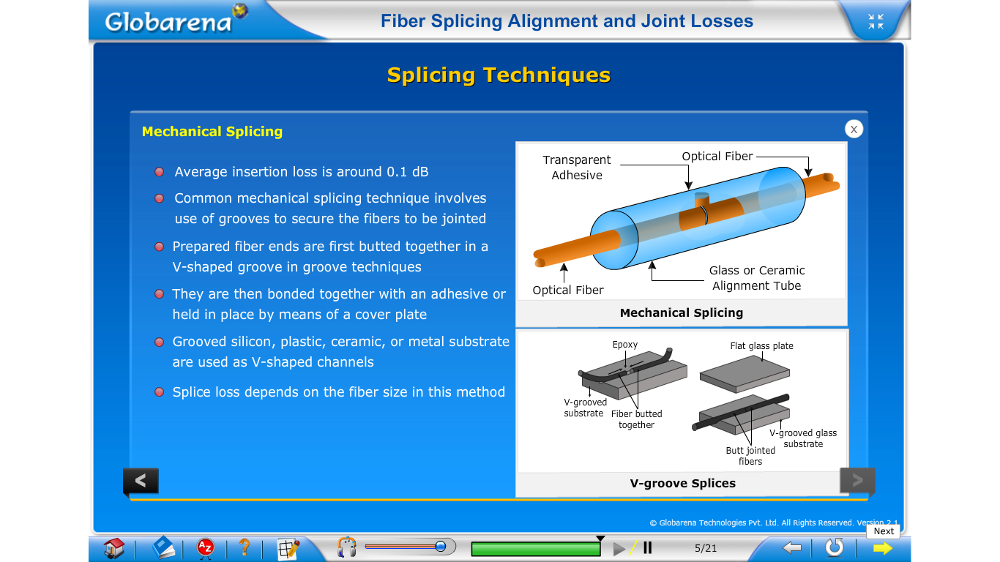 Globarena
Fiber Splicing Alignment and Joint Losses
Splicing Techniques
Mechanical Splicing
X
Average insertion loss is around 0.1 dB
Common mechanical splicing technique involves
use of grooves to secure the fibers to be jointed
Prepared fiber ends are first butted together in a
V-shaped groove in groove techniques
They are then bonded together with an adhesive or
held in place by means of a cover plate
Grooved silicon, plastic, ceramic, or metal substrate
are used as V-shaped channels
Splice loss depends on the fiber size in this method
Transparent
Adhesive
Optical Fiber
Glass or Ceramic
Alignment Tube
Optical Fiber
Mechanical Splicing
Epoxy
Flat glass plate
V-grooved
substrate
Fiber butted
together
V-grooved glass
substrate
Butt jointed
fibers
V-groove Splices
<
>
© Globarena Technologies Pvt. Ltd. All Rights Reserved. Version 2.1
Next
AZ
?
5/21